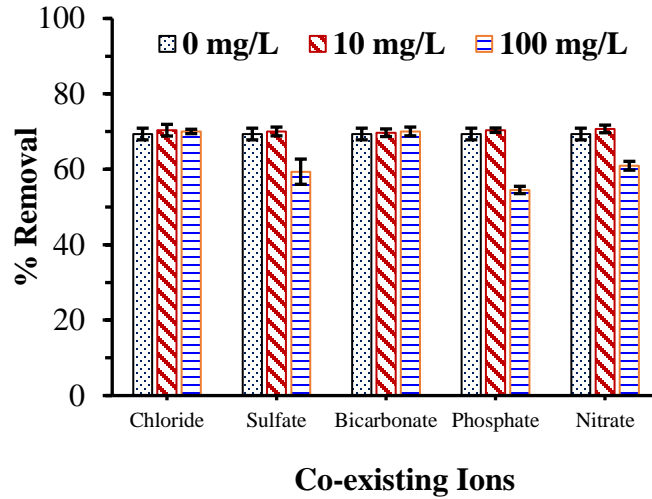 100
80
60
40
20
0
% Removal
0 mg/L 10 mg/L 100 mg/L
Chloride Sulfate Bicarbonate Phosphate Nitrate
Co-existing Ions